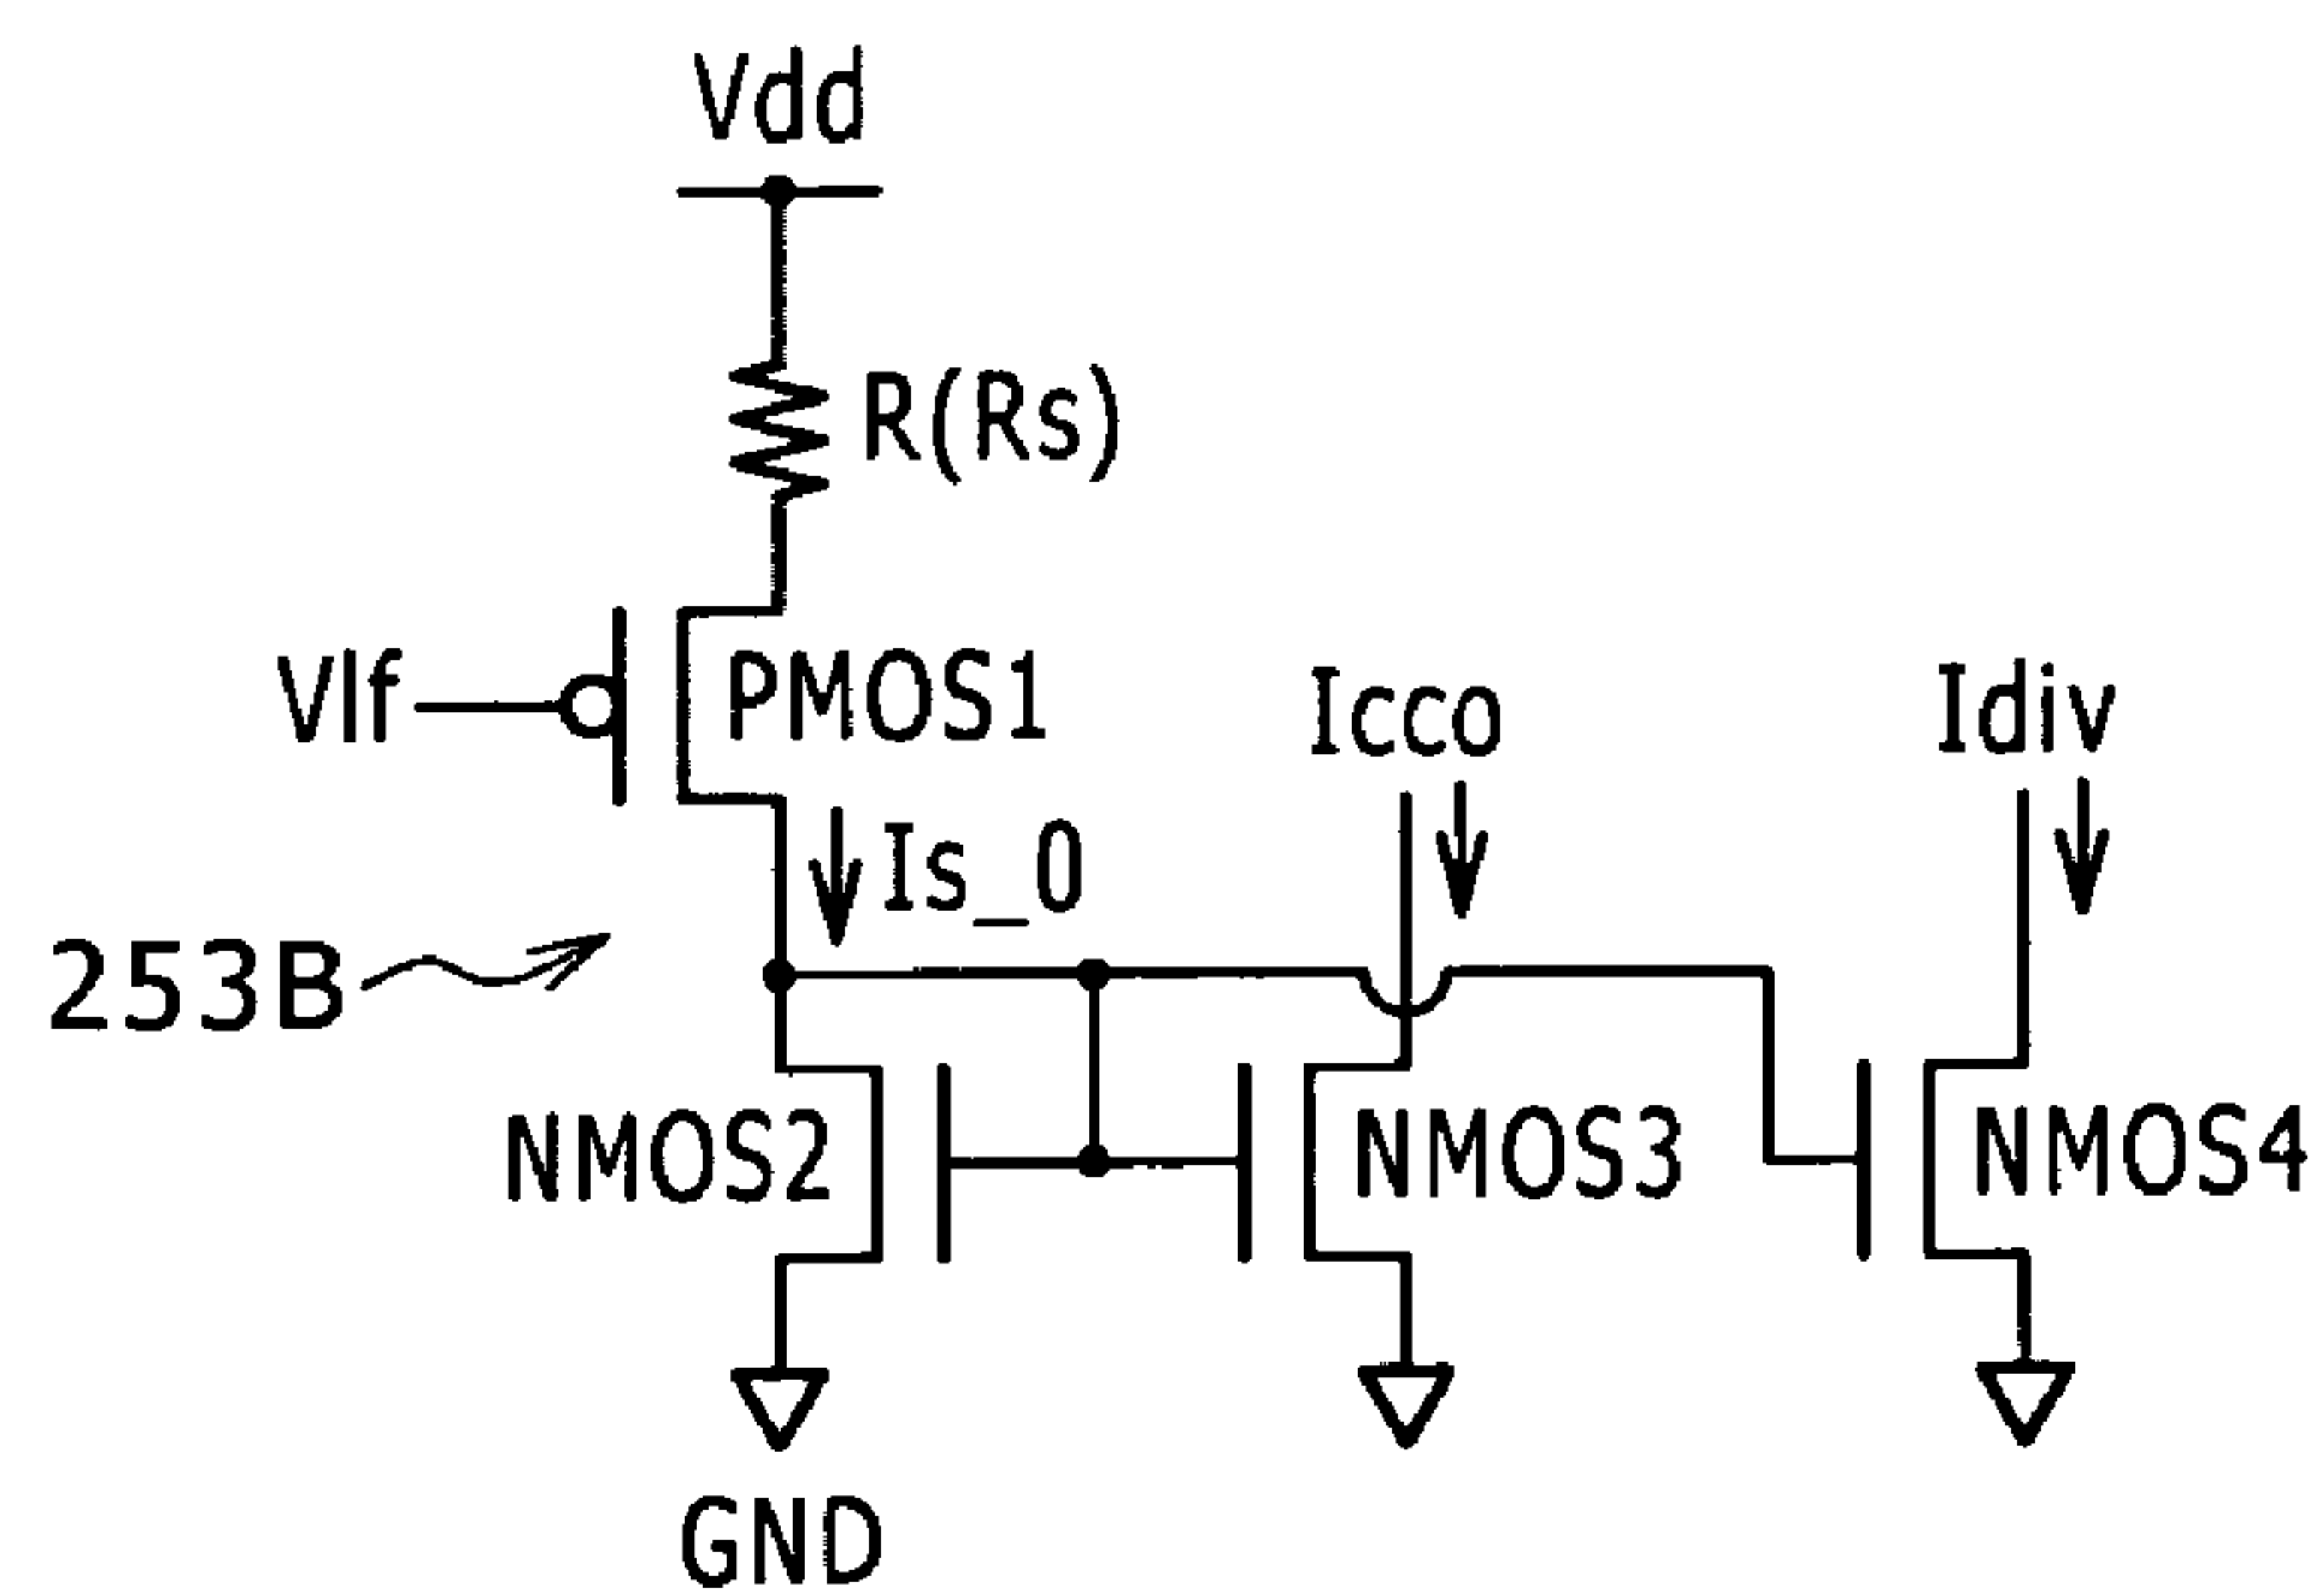 Vdd
R(Rs)
Vlf
PMOS1
Icco
Idiv
Is_0
253B
NMOS2
NMOS3
NMOS4
GND